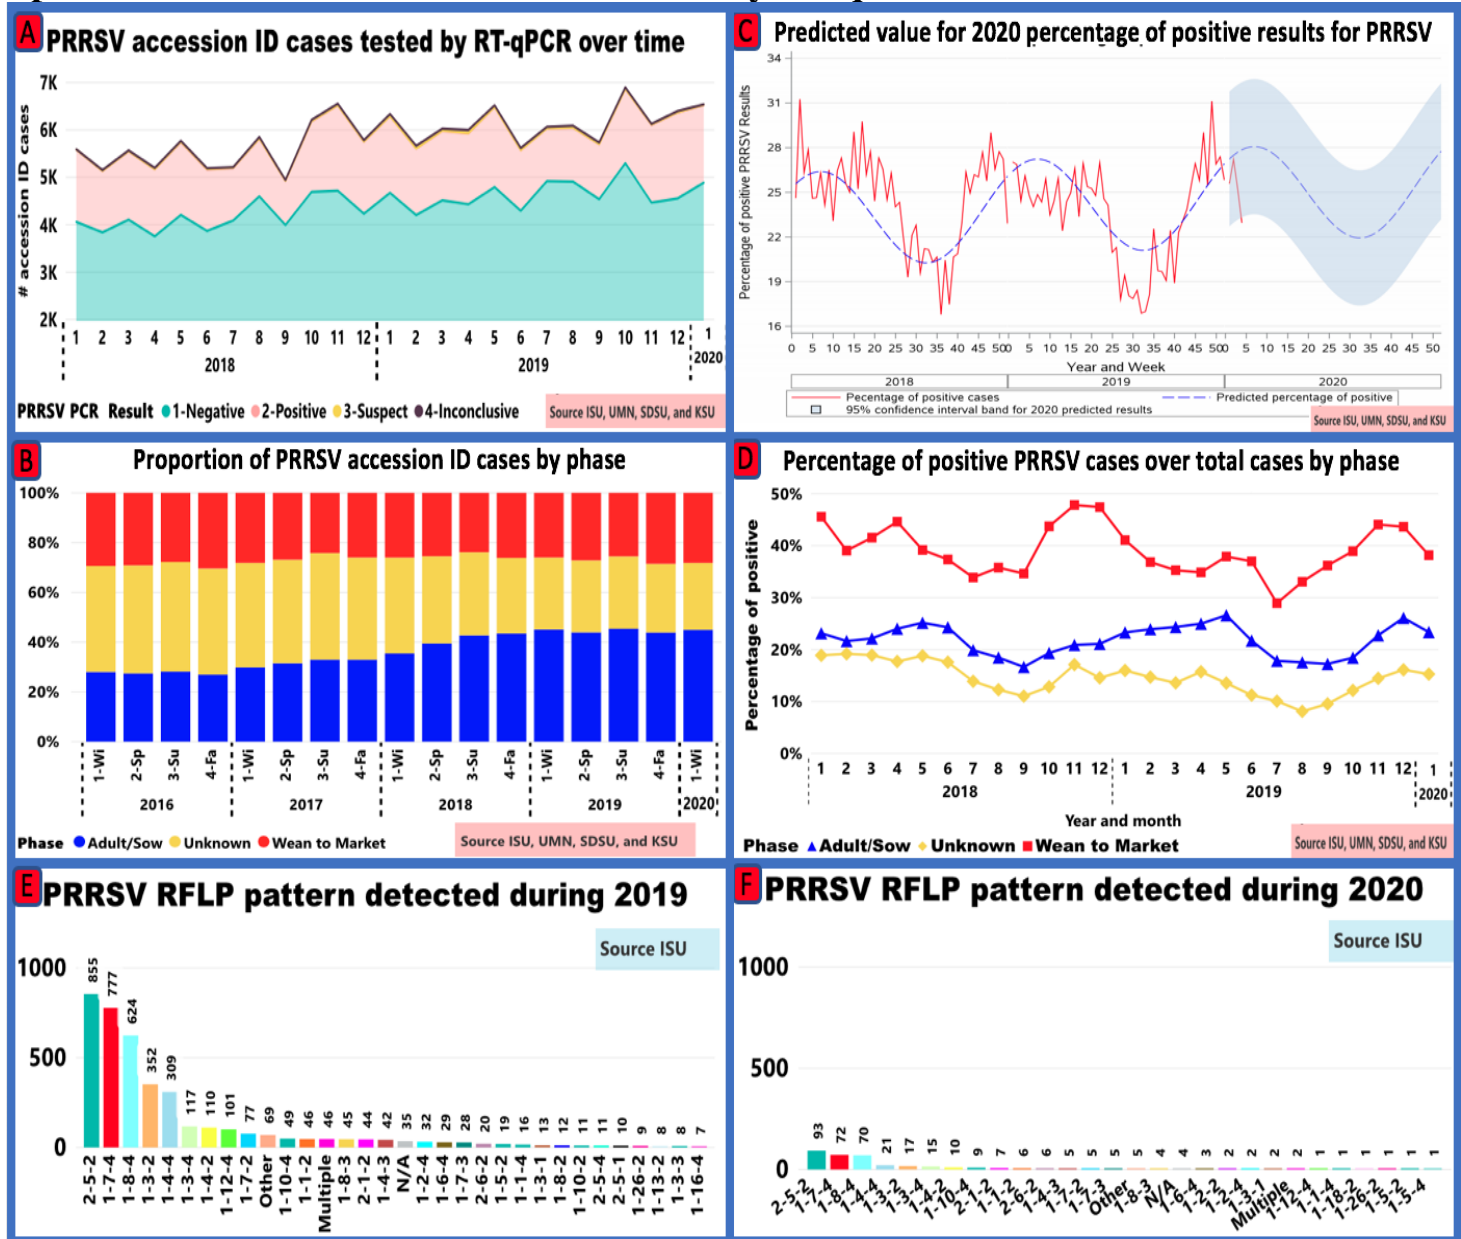 A PRRSV accession ID cases tested by RT-qPCR over time
# accession ID cases
7K
6K
5K
4K
3K
2K
1 2 3 4 5 6 7 8 9 10 11 12 1 2 3 4 5 6 7 8 9 10 11 12 1
2018 2019 2020
PRRSV PCR Result 1-Negative 2-Positive 3-Suspect 4-Inconclusive
Source ISU, UMN, SDSU, and KSU
C Predicted value for 2020 percentage of positive results for PRRSV
Percentage of positive PRRSV Results
34
31
28
25
22
19
16
0 5 10 15 20 25 30 35 40 45 500 5 10 15 20 25 30 35 40 45 500 5 10 15 20 25 30 35 40 45 50
Year and Week
2018 2019 2020
Pecentage of positive cases Predicted percentage of positive
95% confidence interval band for 2020 predicted results
Source ISU, UMN, SDSU, and KSU
B Proportion of PRRSV accession ID cases by phase
100%
80%
60%
40%
20%
0%
1-Wi 2-Sp 3-Su 4-Fa 1-Wi 2-Sp 3-Su 4-Fa 1-Wi 2-Sp 3-Su 4-Fa 1-Wi 2-Sp 3-Su 4-Fa 1-Wi
2016 2017 2018 2019 2020
Phase Adult/Sow Unknown Wean to Market
Source ISU, UMN, SDSU, and KSU
D Percentage of positive PRRSV cases over total cases by phase
Percentage of positive
50%
40%
30%
20%
10%
0%
1 2 3 4 5 6 7 8 9 10 11 12 1 2 3 4 5 6 7 8 9 10 11 12 1
2018 2019 2020
Year and month
Phase Adult/Sow Unknown Wean to Market
Source ISU, UMN, SDSU, and KSU
E PRRSV RFLP pattern detected during 2019
Source ISU
1000
500
0
855 777 624 352 309 117 110 101 77 69 49 46 46 45 44 42 35 32 29 28 20 19 16 13 12 11 11 10 9 8 8 7
2-5-2 1-7-4 1-8-4 1-3-2 1-4-4 1-3-4 1-4-2 1-12-4 1-7-2 Other 1-10-4 1-1-2 Multiple 1-8-3 2-1-2 1-4-3 N/A 1-2-4 1-6-4 1-7-3 2-6-2 1-5-2 1-1-4 1-3-1 1-8-2 1-10-2 2-5-4 2-5-1 1-26-2 1-13-2 1-3-3 1-16-4
F PRRSV RFLP pattern detected during 2020
Source ISU
1000
500
0
93 72 70 21 17 15 10 9 7 6 6 5 5 5 5 4 4 3 2 2 2 2 1 1 1 1 1 1
2-5-2 1-7-4 1-8-4 1-4-4 1-3-2 1-3-4 1-4-2 1-10-4 2-1-2 1-1-2 2-6-2 1-4-3 1-7-2 1-7-3 Other 1-8-3 N/A 1-6-4 1-2-2 1-2-4 1-3-1 Multiple 1-12-4 1-1-4 1-18-2 1-26-2 1-5-2 1-5-4